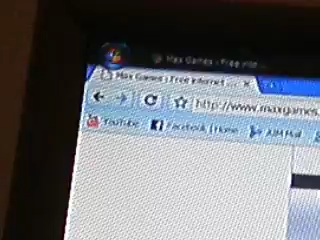 Max Games - Free inte...
Max Games - Free internet ...
http://www.maxgames.
YouTube Facebook | Home AIM Mail